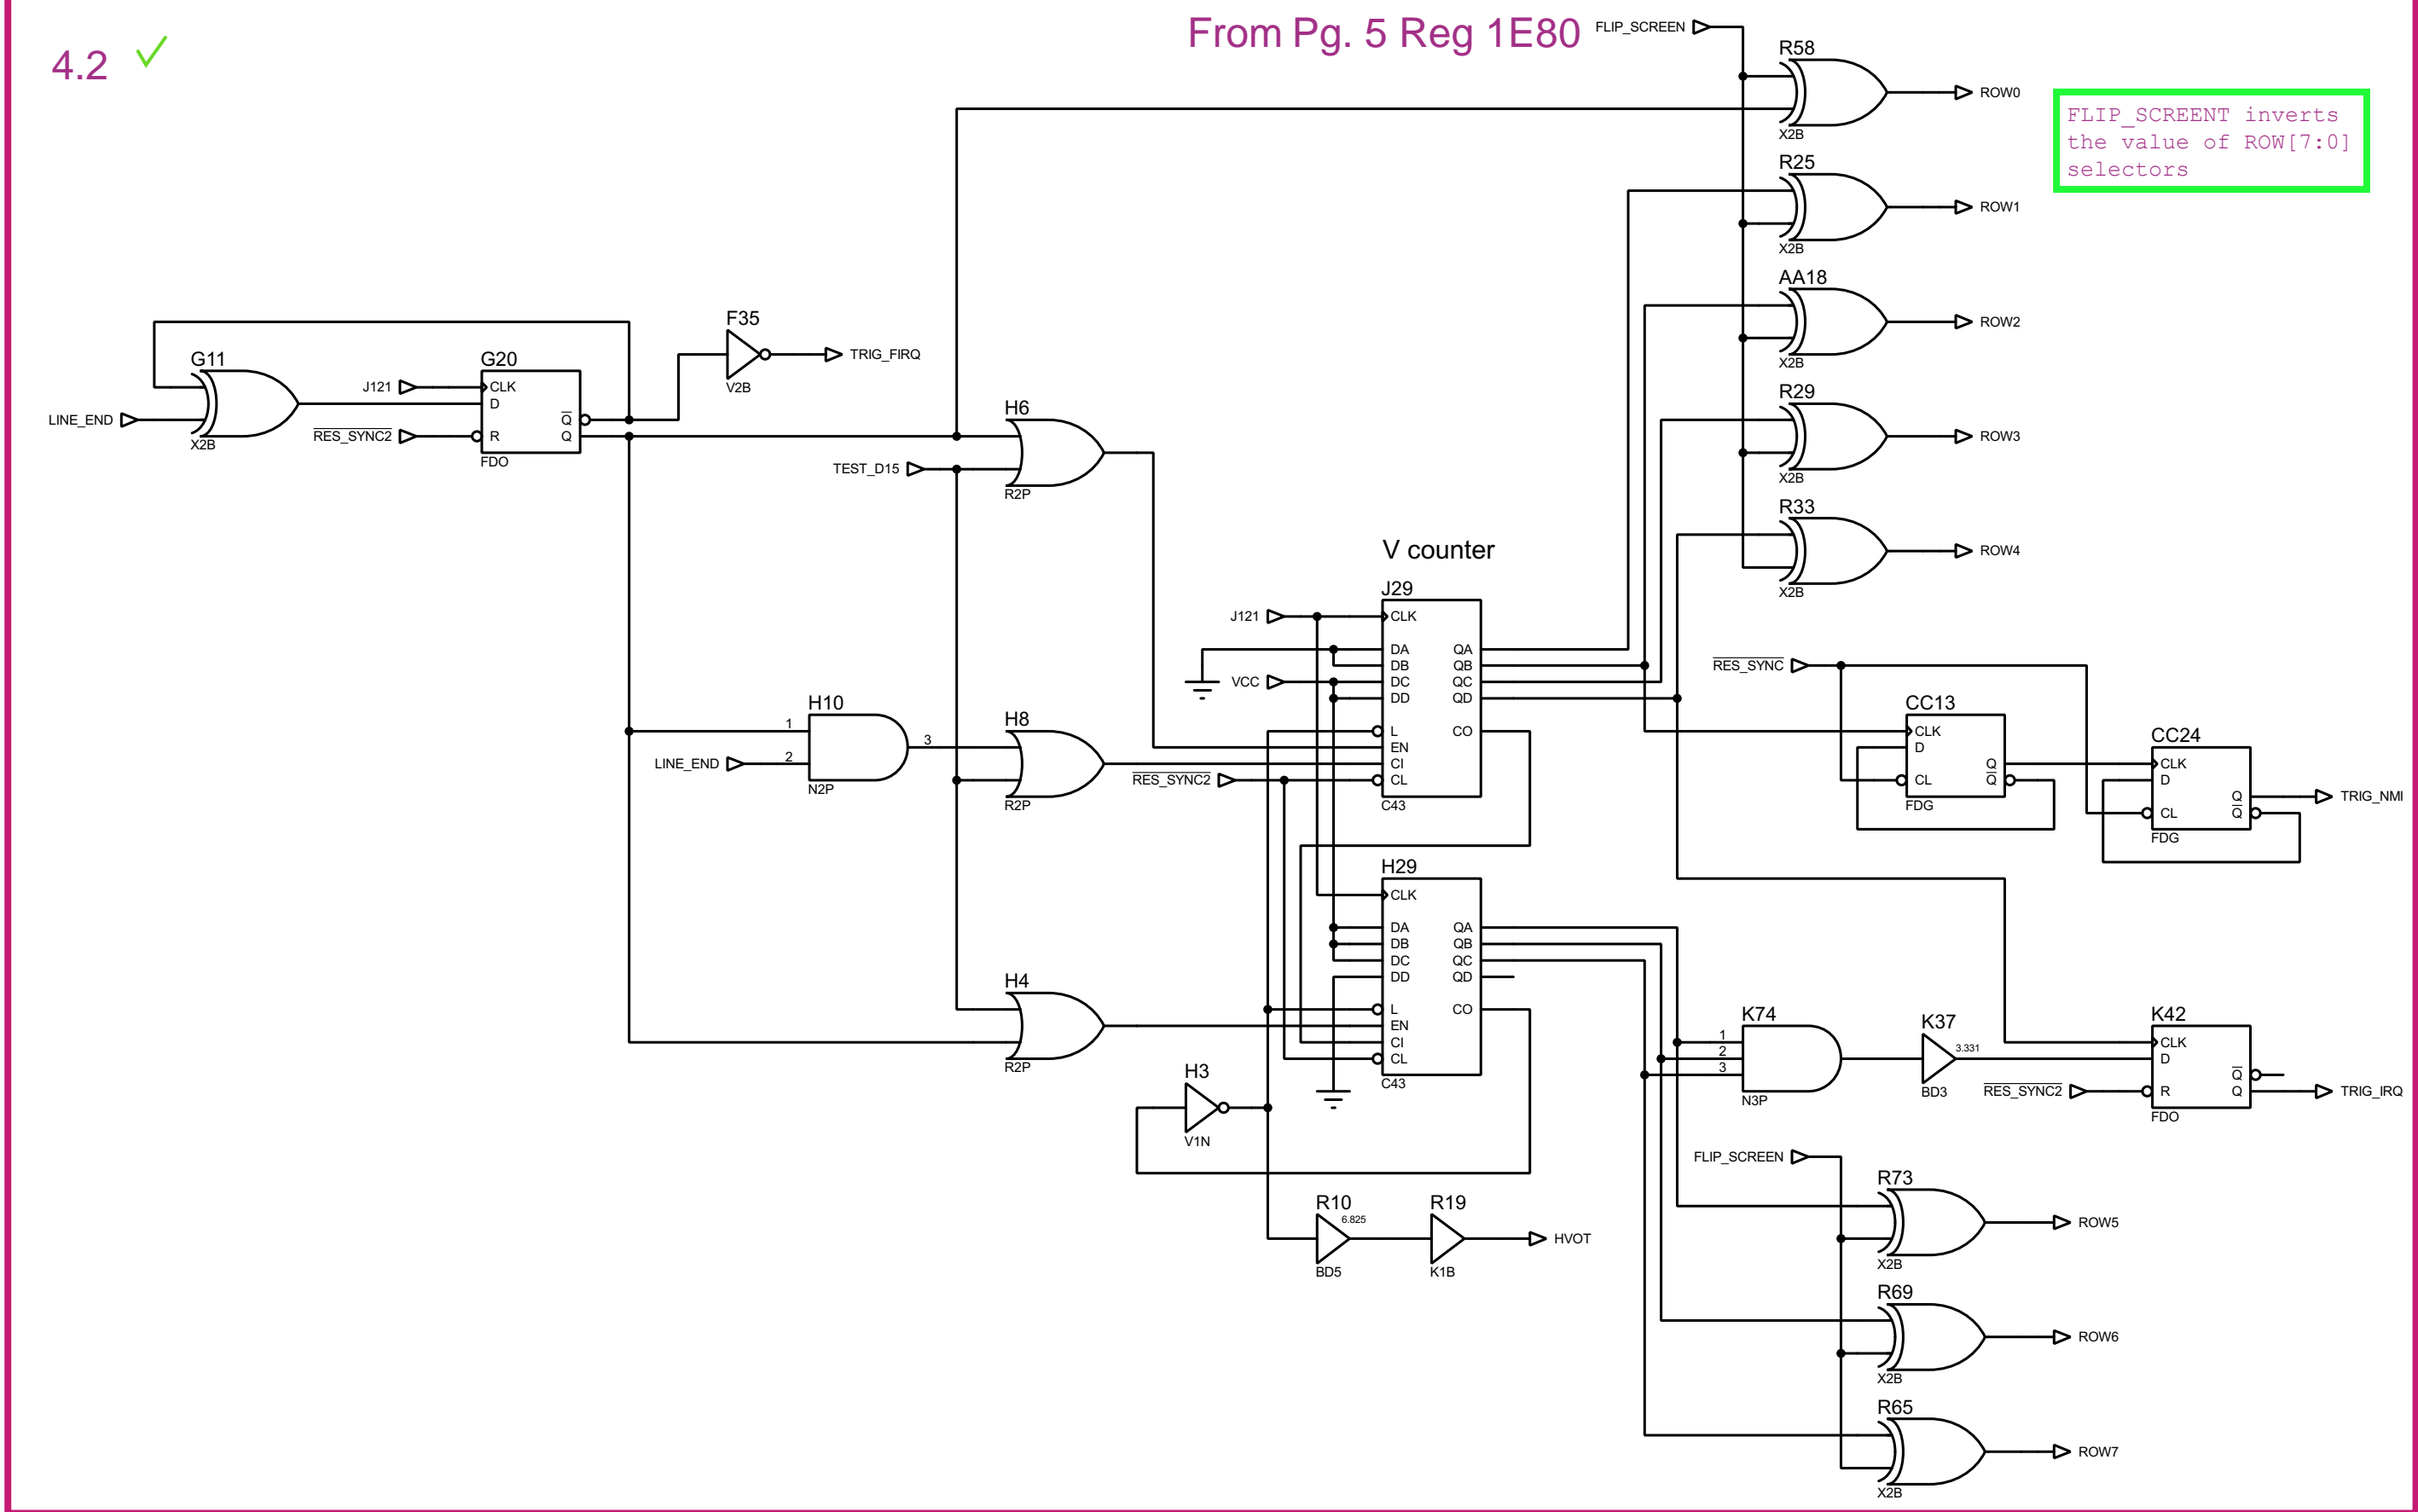 4.2
From Pg. 5 Reg 1E80
FLIP_SCREEN
R58
X2B
ROW0
FLIP_SCREENT inverts
the value of ROW[7:0]
selectors
R25
X2B
ROW1
AA18
X2B
ROW2
R29
X2B
ROW3
R33
X2B
ROW4
G11
X2B
LINE_END
J121
RES_SYNC2
G20
CLK
D
R
Q
Q
FDO
F35
V2B
TRIG_FIRQ
H6
R2P
TEST_D15
H10
1
2
3
N2P
LINE_END
H8
R2P
H4
R2P
V counter
J29
J121
CLK
DA QA
DB QB
VCC
DC QC
DD QD
L CO
EN
CI
RES_SYNC2
CL
C43
H29
CLK
DA QA
DB QB
DC QC
DD QD
L CO
EN
CI
CL
C43
H3
V1N
R10
6.825
BD5
R19
K1B
HVOT
RES_SYNC
CC13
CLK
D
Q
CL Q
FDG
CC24
CLK
D
Q
CL Q
FDG
TRIG_NMI
K74
1
2
3
N3P
K37
3.331
BD3
RES_SYNC2
K42
CLK
D
Q
R Q
FDO
TRIG_IRQ
FLIP_SCREEN
R73
X2B
ROW5
R69
X2B
ROW6
R65
X2B
ROW7